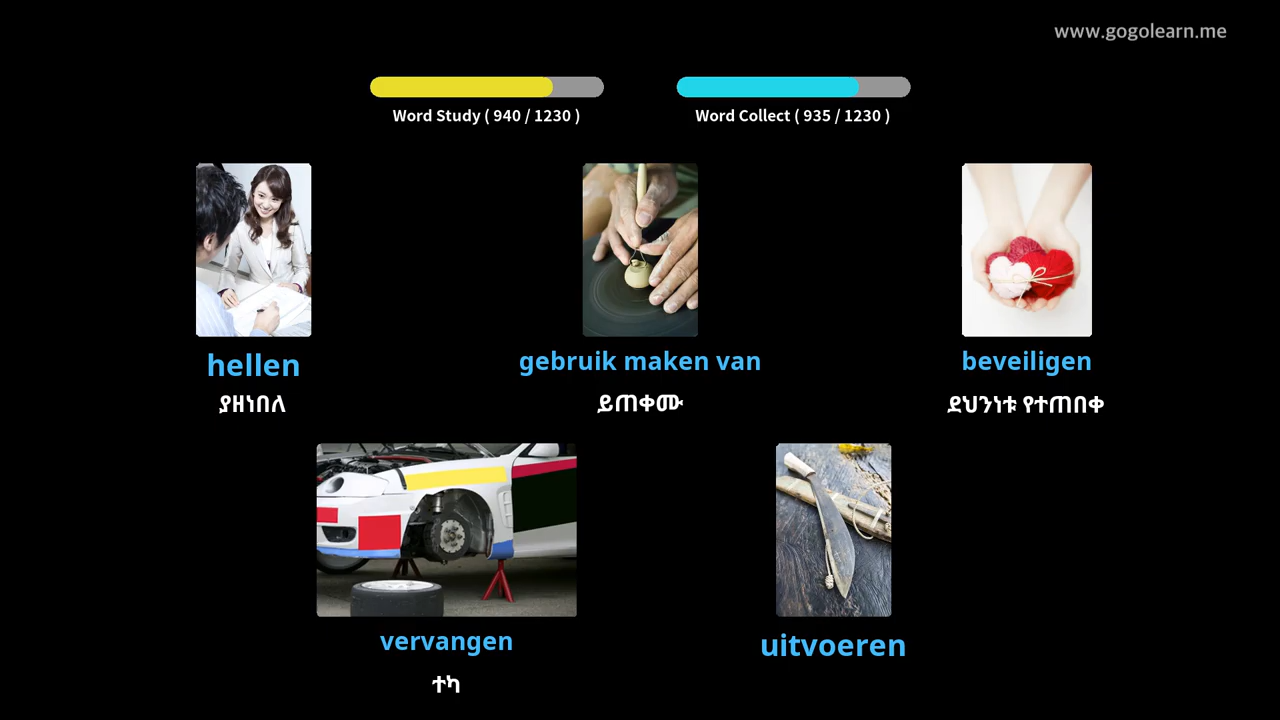 www.gogolearn.me
Word Study ( 940 / 1230 )
Word Collect ( 935 / 1230 )
hellen
ያዘነበለ
gebruik maken van
ይጠቀሙ
beveiligen
ደህንነቱ የተጠበቀ
vervangen
ተካ
uitvoeren